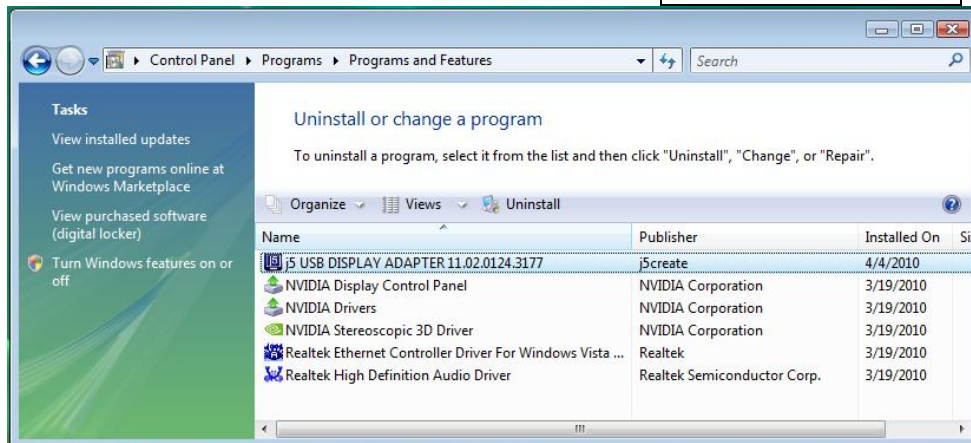 Control Panel ▸ Programs ▸ Programs and Features
Search
Tasks
View installed updates
Get new programs online at
Windows Marketplace
View purchased software
(digital locker)
Turn Windows features on or
off
Uninstall or change a program
To uninstall a program, select it from the list and then click "Uninstall", "Change", or "Repair".
Organize Views Uninstall
Name Publisher Installed On Si
j5 USB DISPLAY ADAPTER 11.02.0124.3177 j5create 4/4/2010
NVIDIA Display Control Panel NVIDIA Corporation 3/19/2010
NVIDIA Drivers NVIDIA Corporation 3/19/2010
NVIDIA Stereoscopic 3D Driver NVIDIA Corporation 3/19/2010
Realtek Ethernet Controller Driver For Windows Vista ... Realtek 3/19/2010
Realtek High Definition Audio Driver Realtek Semiconductor Corp. 3/19/2010